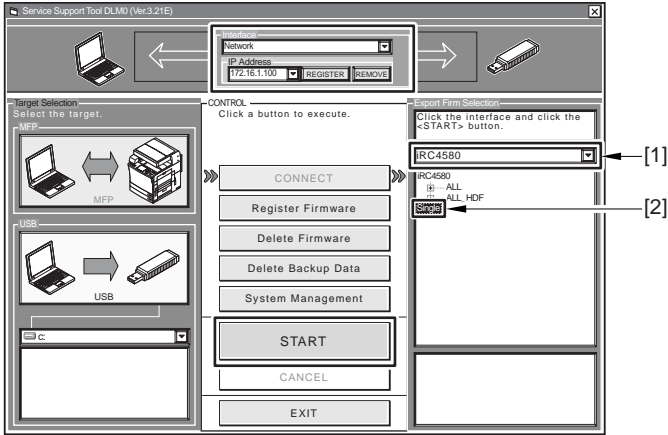 Service Support Tool DLM0 (Ver.3.21E)
Interface
Network
IP Address
172.16.1.100
REGISTER
REMOVE
Target Selection
Select the target.
MFP
MFP
USB
USB
C:
CONTROL
Click a button to execute.
CONNECT
Register Firmware
Delete Firmware
Delete Backup Data
System Management
START
CANCEL
EXIT
Export Firm Selection
Click the interface and click the
<START> button.
iRC4580
iRC4580
ALL
ALL_HDF
Single
[1]
[2]